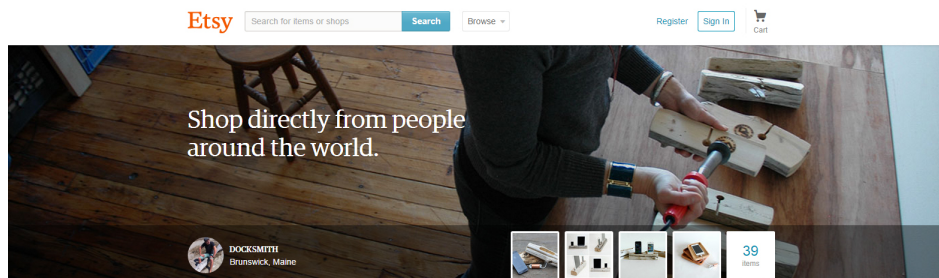 Etsy
Search for items or shops
Search
Browse
Register
Sign In
Cart
Shop directly from people
around the world.
DOCKSMITH
Brunswick, Maine
39
items